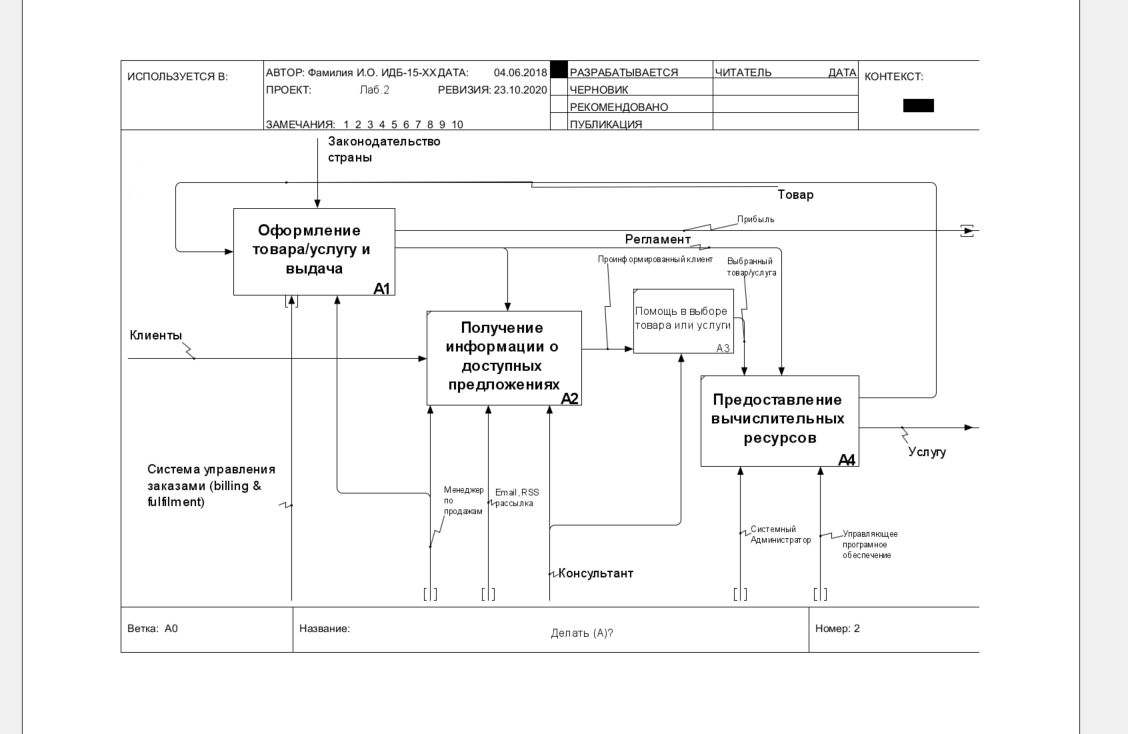 ИСПОЛЬЗУЕТСЯ В:
АВТОР: Фамилия И.О. ИДБ-15-ХХ ДАТА: 04.06.2018
ПРОЕКТ: Лаб.2 РЕВИЗИЯ: 23.10.2020
ЗАМЕЧАНИЯ: 1 2 3 4 5 6 7 8 9 10
РАЗРАБАТЫВАЕТСЯ
ЧЕРНОВИК
РЕКОМЕНДОВАНО
ПУБЛИКАЦИЯ
ЧИТАТЕЛЬ ДАТА
КОНТЕКСТ:
Законодательство
страны
Товар
Прибыль
Оформление
товара/услугу и
выдача
A1
Регламент
Проинформированный клиент
Выбранный
товар/услуга
Помощь в выборе
товара или услуги
A3
Клиенты
Получение
информации о
доступных
предложениях
A2
Предоставление
вычислительных
ресурсов
A4
Услугу
Система управления
заказами (billing &
fulfilment)
Менеджер
по
продажам
Email, RSS
рассылка
Консультант
Системный
Администратор
Управляющее
програмное
обеспечение
Ветка: A0
Название:
Делать (A)?
Номер: 2